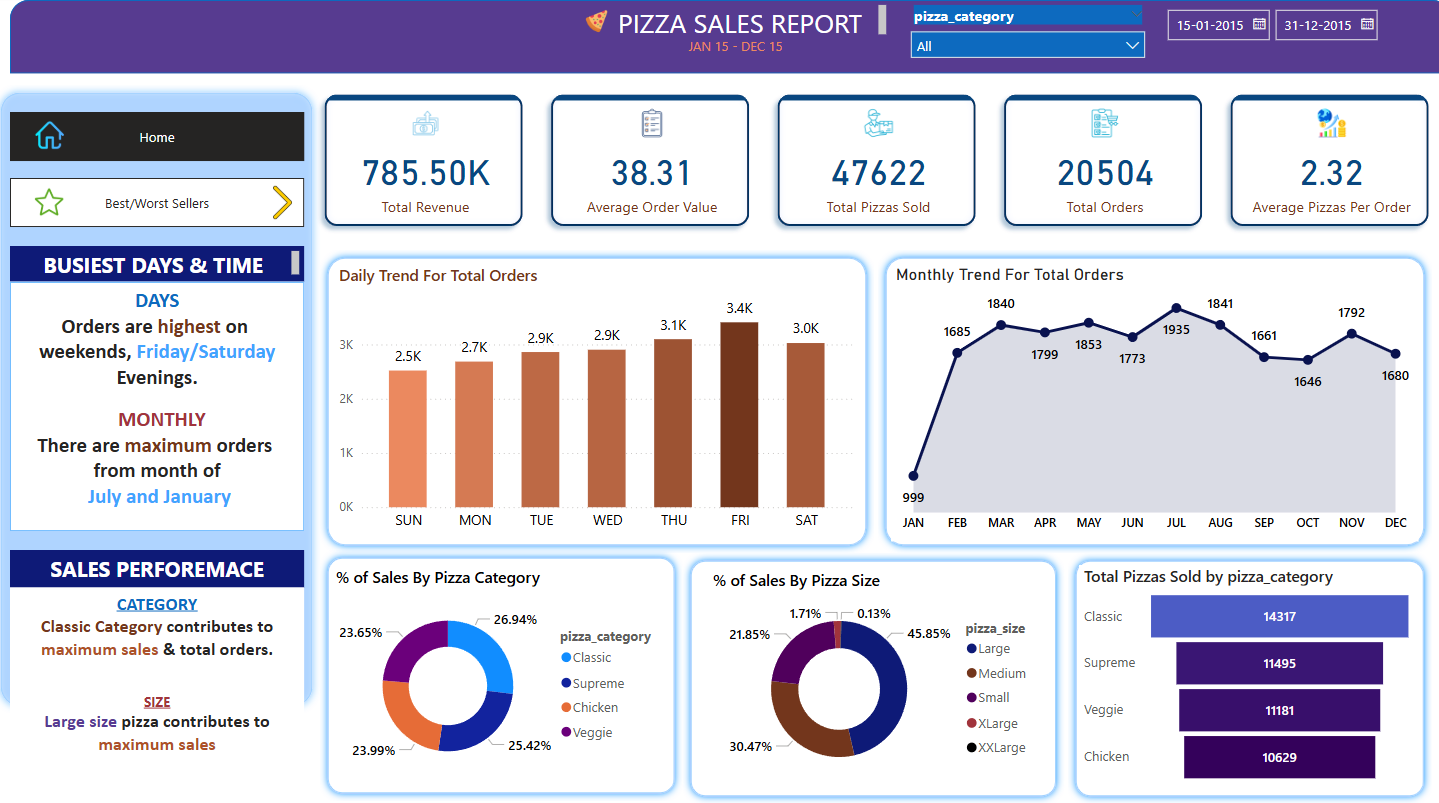 PIZZA SALES REPORT
JAN 15 - DEC 15
pizza_category
All
15-01-2015
31-12-2015
Home
Best/Worst Sellers
BUSIEST DAYS & TIME
DAYS
Orders are highest on
weekends, Friday/Saturday
Evenings.
MONTHLY
There are maximum orders
from month of
July and January
SALES PERFOREMACE
CATEGORY
Classic Category contributes to
maximum sales & total orders.
SIZE
Large size pizza contributes to
maximum sales
785.50K
Total Revenue
38.31
Average Order Value
47622
Total Pizzas Sold
20504
Total Orders
2.32
Average Pizzas Per Order
Daily Trend For Total Orders
3K
2K
1K
0K
2.5K
2.7K
2.9K
2.9K
3.1K
3.4K
3.0K
SUN MON TUE WED THU FRI SAT
Monthly Trend For Total Orders
999
1685
1840
1799
1853
1773
1935
1841
1661
1646
1792
1680
JAN FEB MAR APR MAY JUN JUL AUG SEP OCT NOV DEC
% of Sales By Pizza Category
26.94%
25.42%
23.99%
23.65%
pizza_category
Classic
Supreme
Chicken
Veggie
% of Sales By Pizza Size
1.71%
0.13%
21.85%
45.85%
30.47%
pizza_size
Large
Medium
Small
XLarge
XXLarge
Total Pizzas Sold by pizza_category
Classic 14317
Supreme 11495
Veggie 11181
Chicken 10629